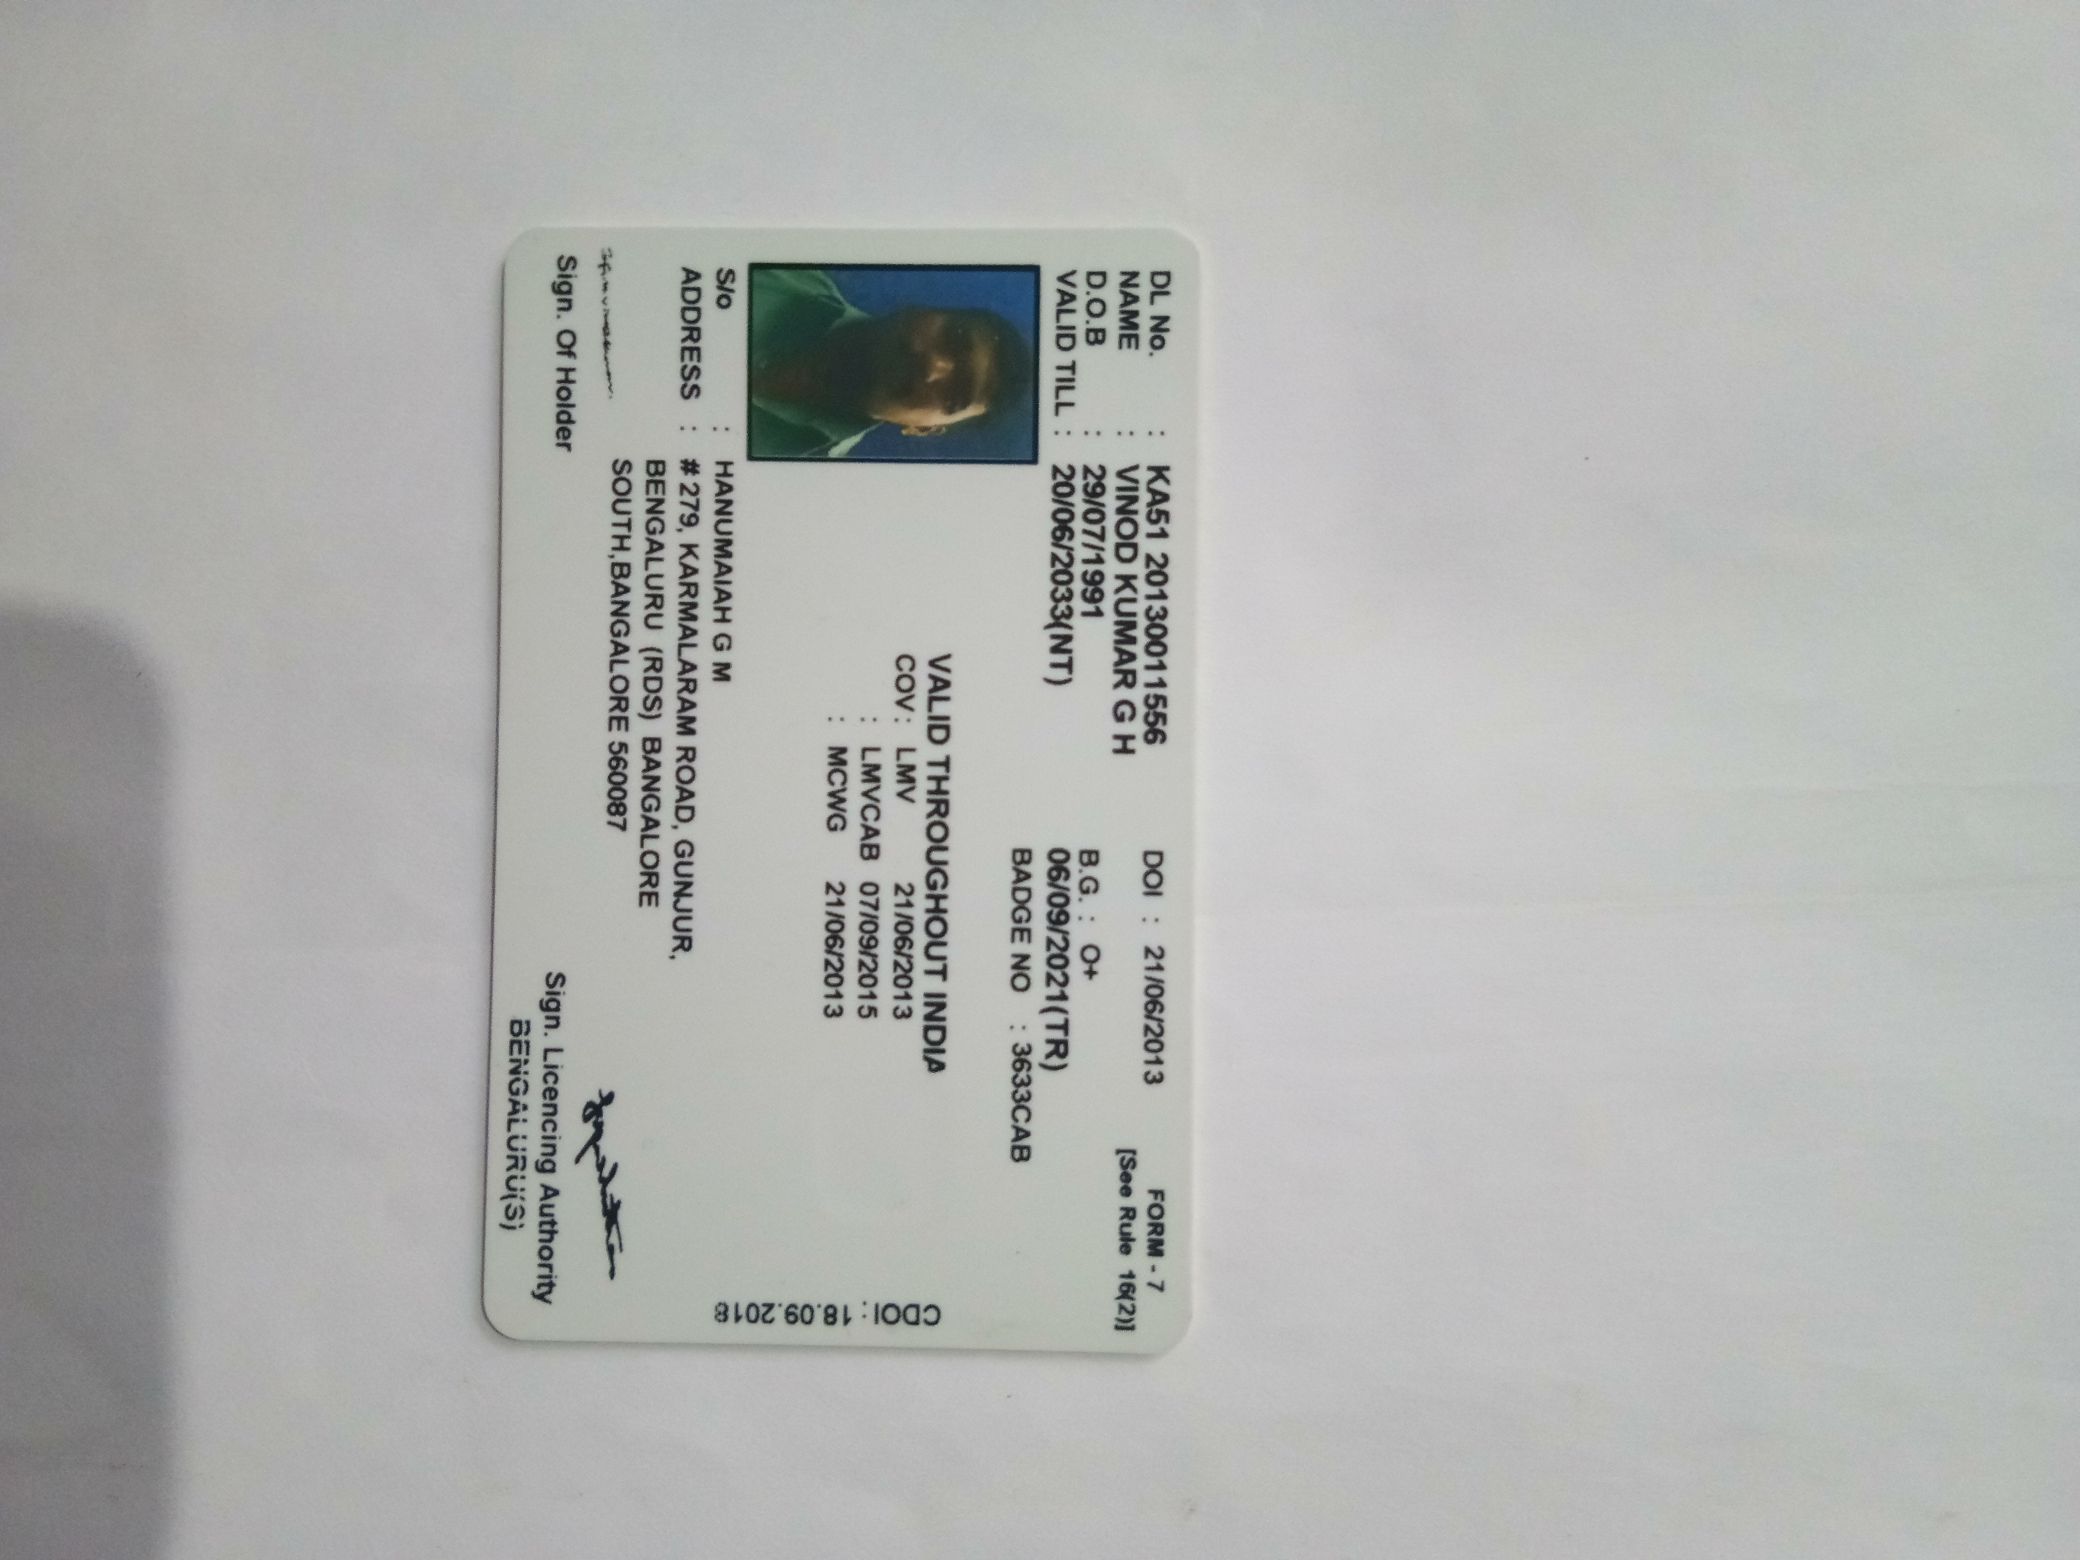 DL No. : KA51 20130011556 DOI : 21/06/2013 FORM - 7
NAME : VINOD KUMAR G H [See Rule 16(2)]
D.O.B : 29/07/1991 B.G. : O+
VALID TILL : 20/06/2033(NT) 06/09/2021(TR)
BADGE NO : 3633CAB
VALID THROUGHOUT INDIA
COV : LMV 21/06/2013
: LMVCAB 07/09/2015
: MCWG 21/06/2013
S/o : HANUMAIAH G M
ADDRESS : # 279, KARMALARAM ROAD, GUNJUR,
BENGALURU (RDS) BANGALORE
SOUTH,BANGALORE 560087
Sign. Of Holder
Sign. Licencing Authority
BENGALURU(S)
CDOI : 18.09.2018